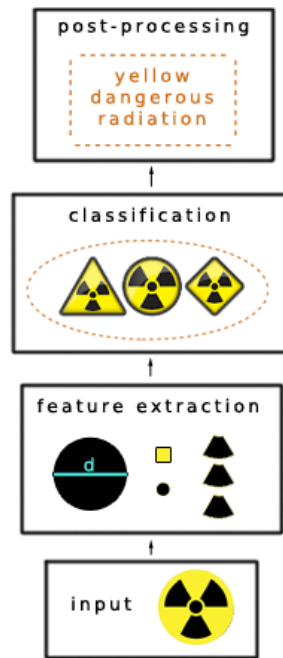 post-processing
yellow
dangerous
radiation
classification
feature extraction
d
input